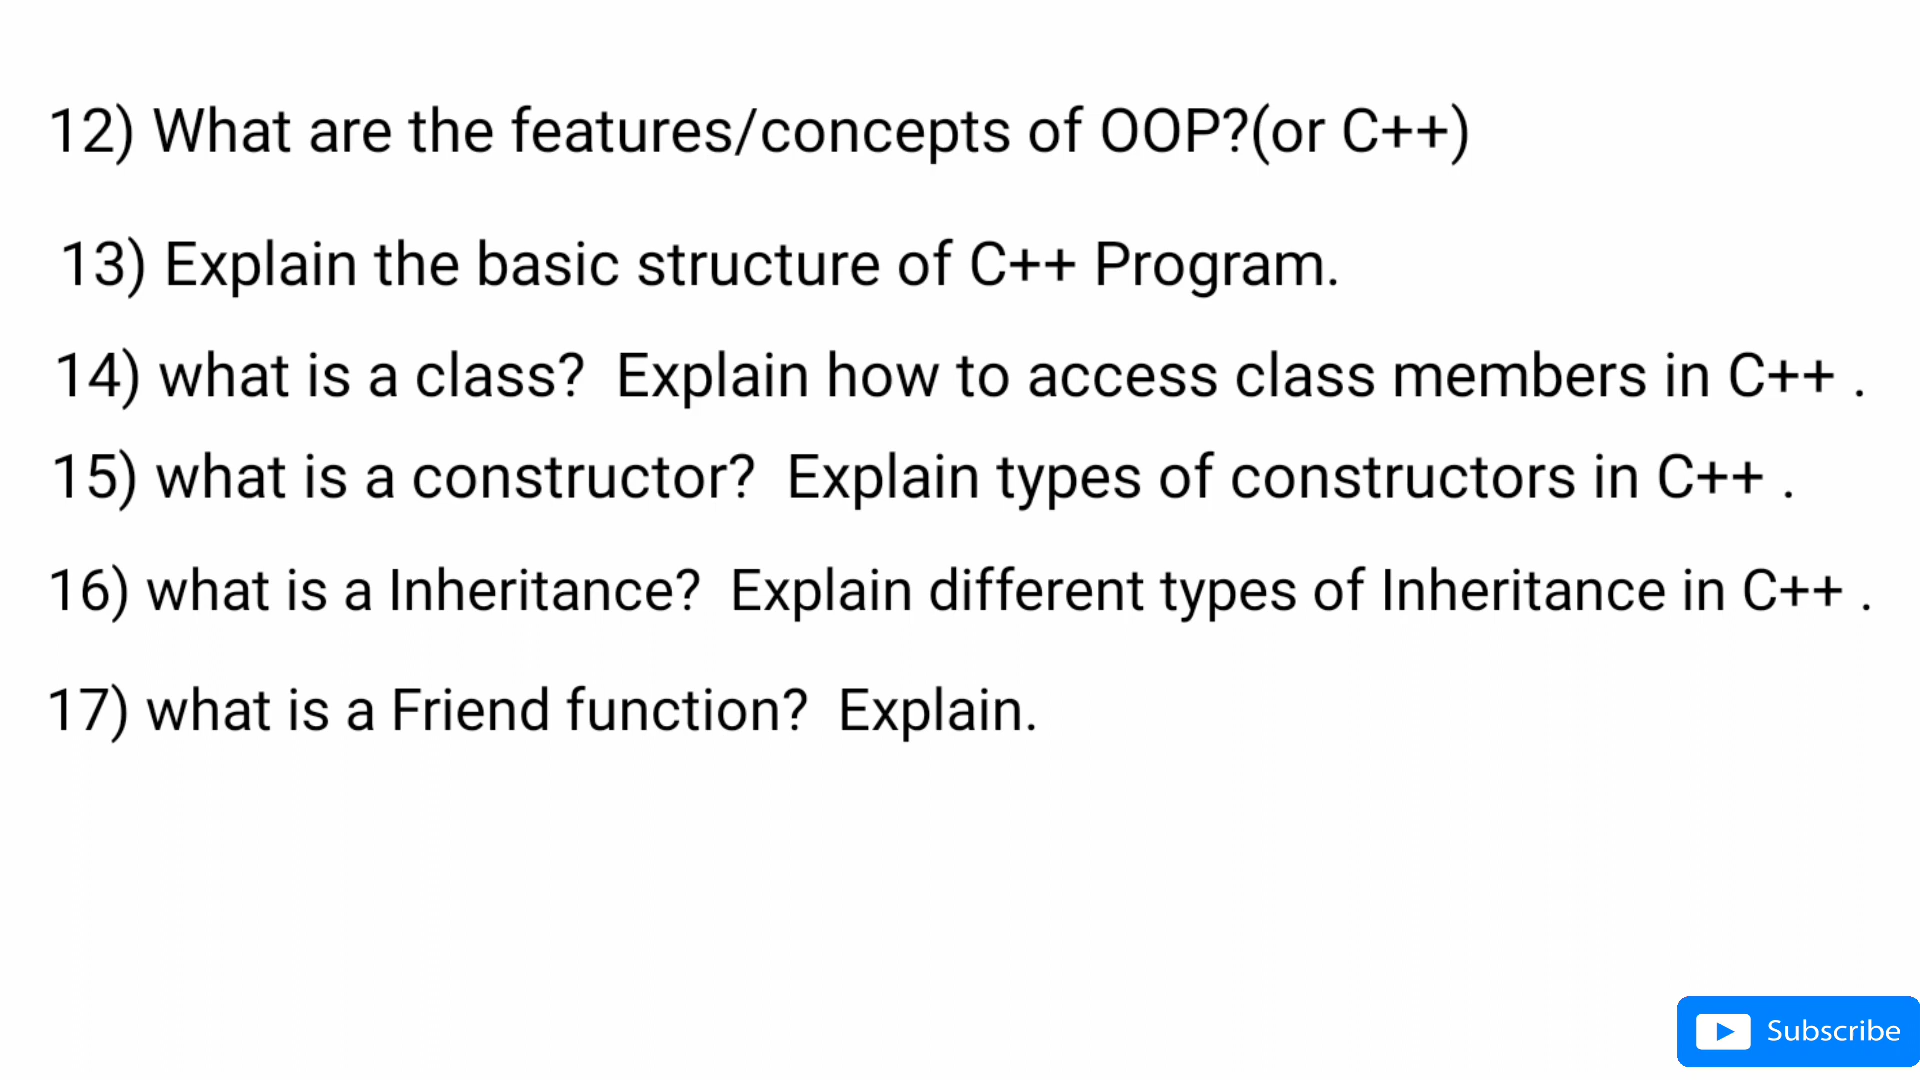 12) What are the features/concepts of OOP?(or C++)
13) Explain the basic structure of C++ Program.
14) what is a class?  Explain how to access class members in C++ .
15) what is a constructor?  Explain types of constructors in C++ .
16) what is a Inheritance?  Explain different types of Inheritance in C++ .
17) what is a Friend function?  Explain.
Subscribe